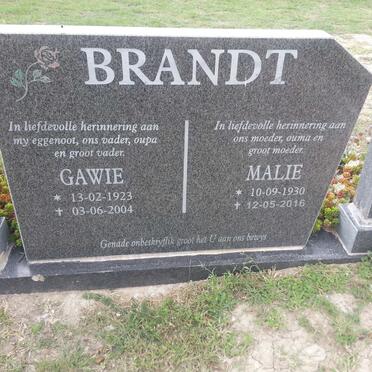 BRANDT
In liefdevolle herinnering aan
my eggenoot, ons vader, oupa
en groot vader.
GAWIE
* 13-02-1923
✝ 03-06-2004
In liefdevolle herinnering aan
ons moeder, ouma en
groot moeder.
MALIE
* 10-09-1930
✝ 12-05-2016
Genade onbeskryflik groot het U aan ons bewys